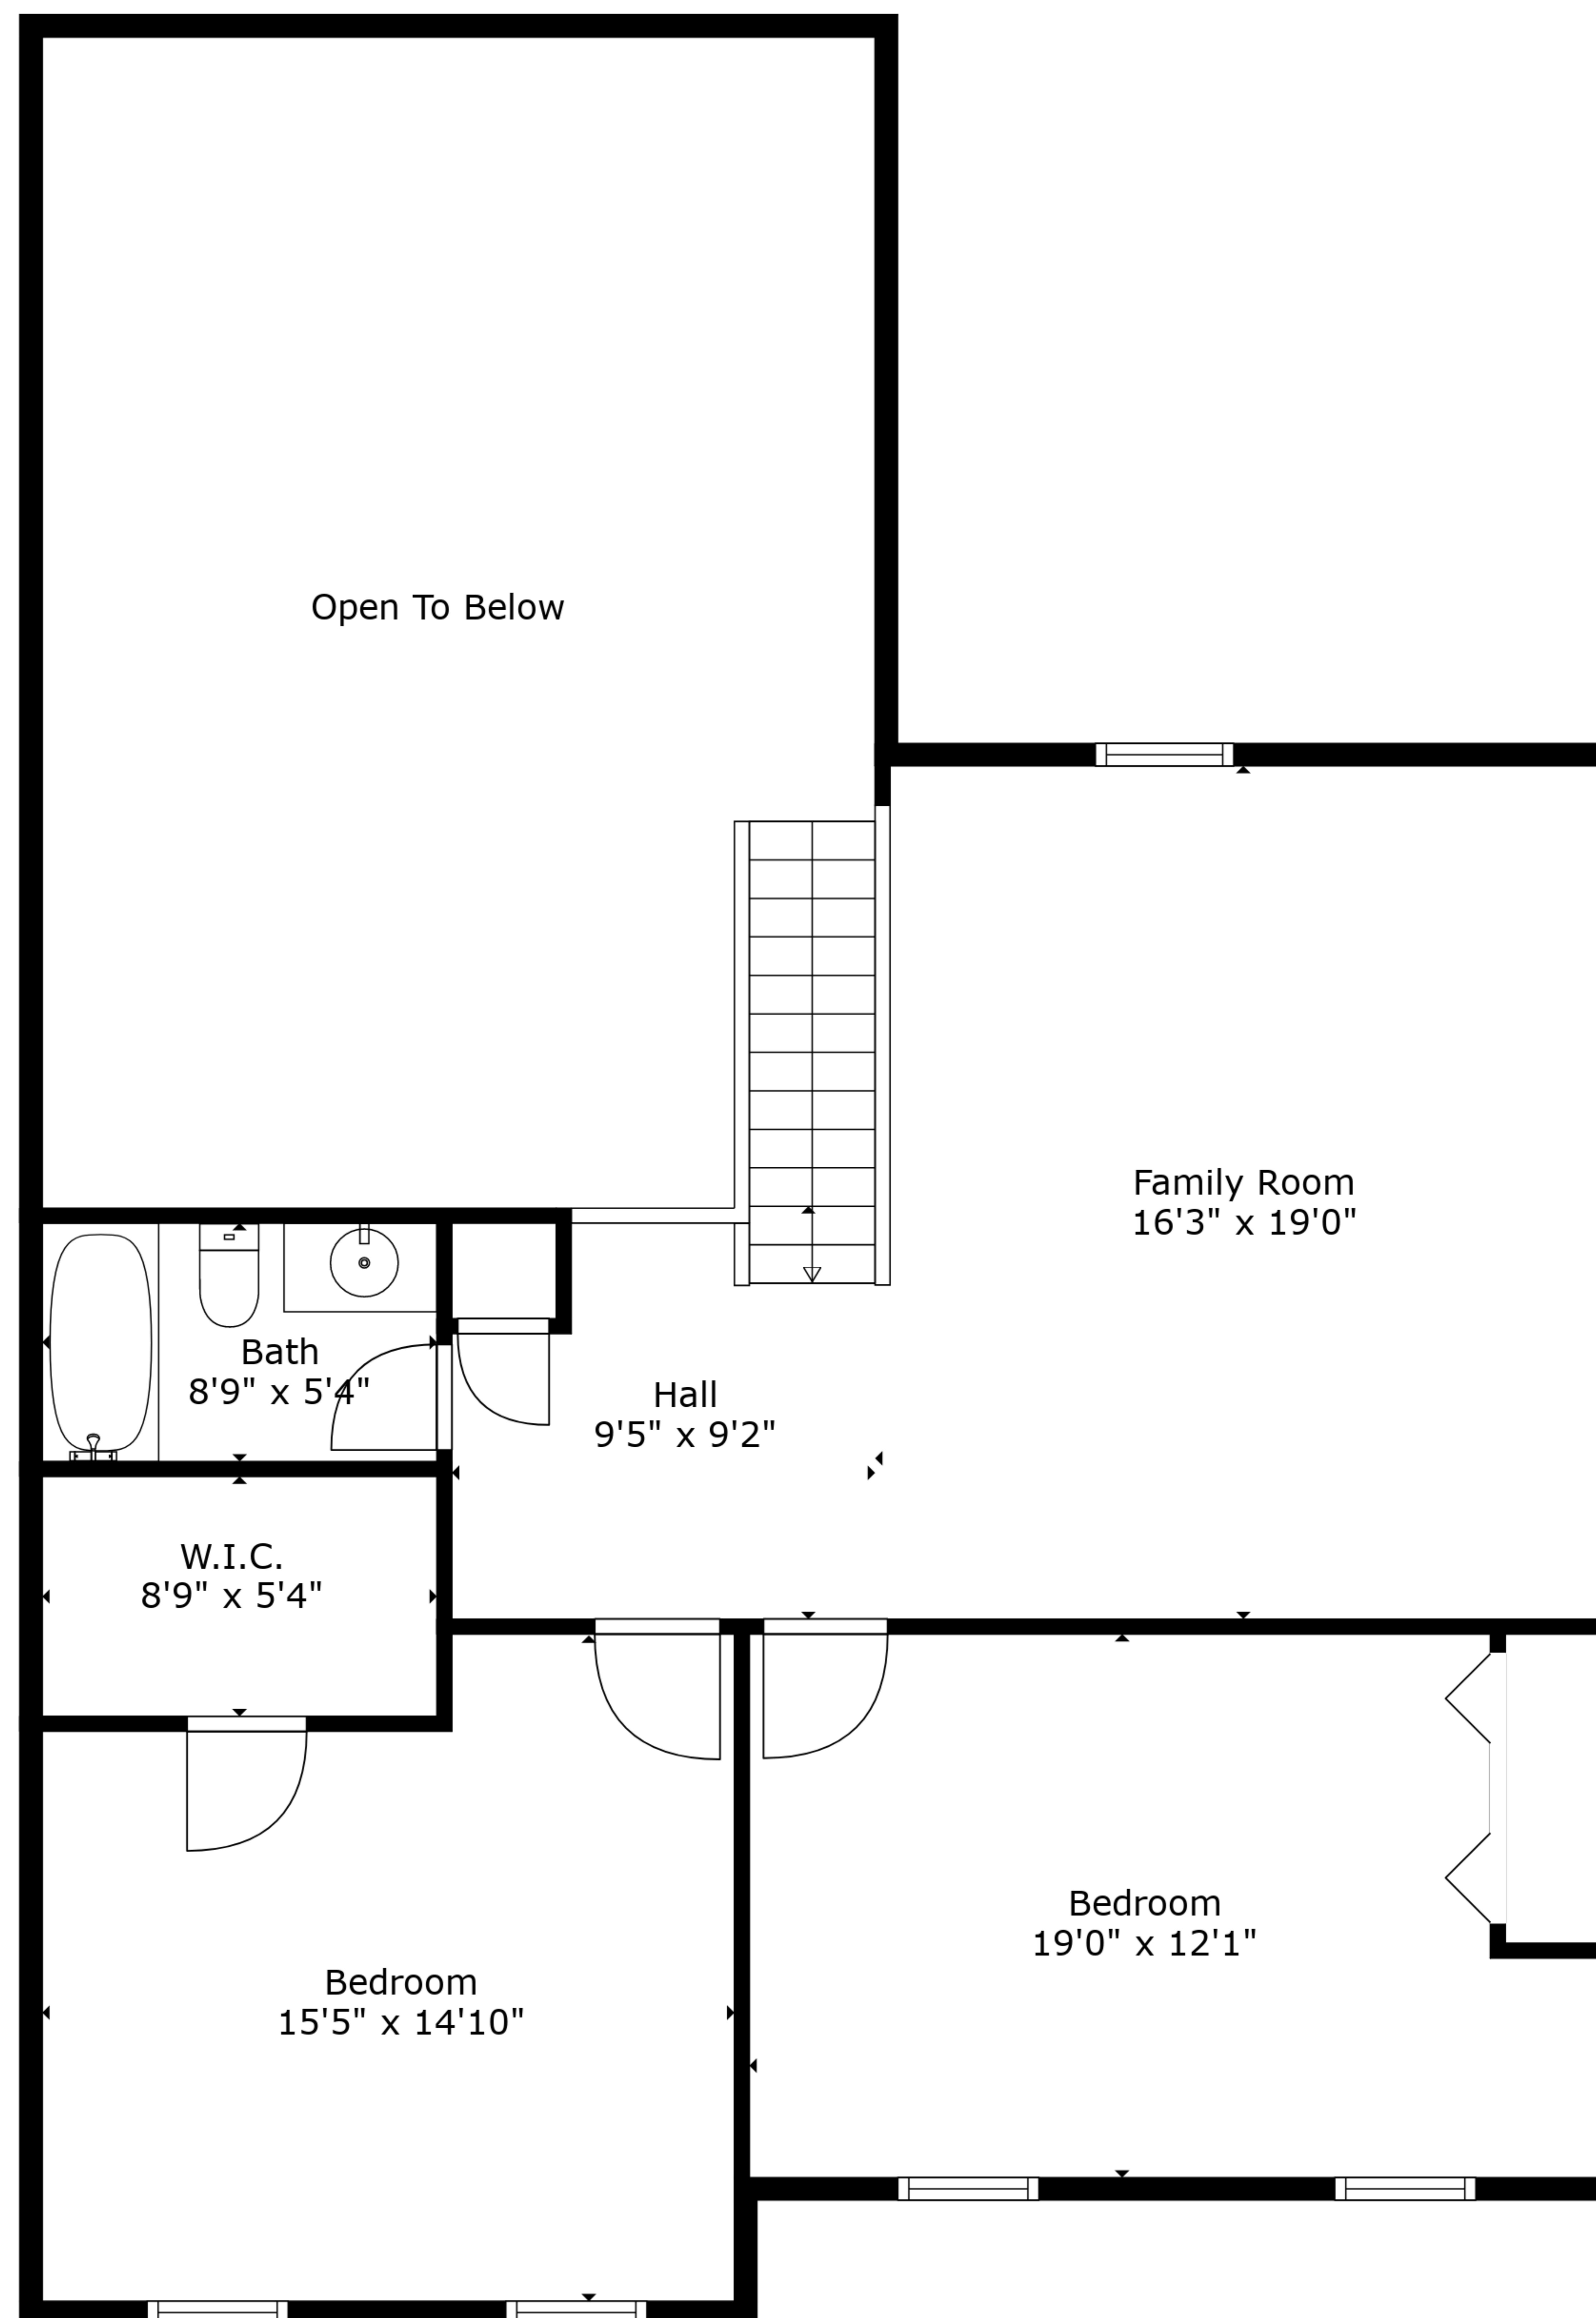 Open To Below
Family Room
16'3" x 19'0"
Bath
8'9" x 5'4"
Hall
9'5" x 9'2"
W.I.C.
8'9" x 5'4"
Bedroom
19'0" x 12'1"
Bedroom
15'5" x 14'10"